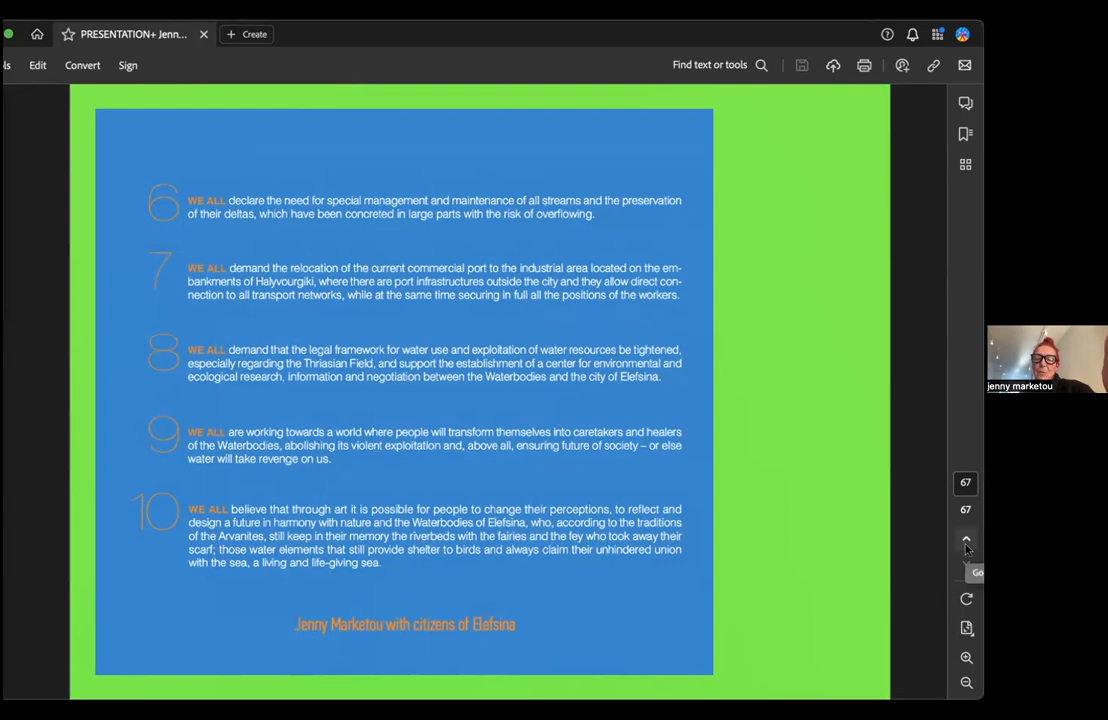 PRESENTATION+ Jenn...
Create
ls
Edit
Convert
Sign
Find text or tools
6
WE ALL declare the need for special management and maintenance of all streams and the preservation
of their deltas, which have been concreted in large parts with the risk of overflowing.
7
WE ALL demand the relocation of the current commercial port to the industrial area located on the em-
bankments of Halyvourgiki, where there are port infrastructures outside the city and they allow direct con-
nection to all transport networks, while at the same time securing in full all the positions of the workers.
8
WE ALL demand that the legal framework for water use and exploitation of water resources be tightened,
especially regarding the Thriasian Field, and support the establishment of a center for environmental and
ecological research, information and negotiation between the Waterbodies and the city of Elefsina.
9
WE ALL are working towards a world where people will transform themselves into caretakers and healers
of the Waterbodies, abolishing its violent exploitation and, above all, ensuring future of society – or else
water will take revenge on us.
10
WE ALL believe that through art it is possible for people to change their perceptions, to reflect and
design a future in harmony with nature and the Waterbodies of Elefsina, who, according to the traditions
of the Arvanites, still keep in their memory the riverbeds with the fairies and the fey who took away their
scarf; those water elements that still provide shelter to birds and always claim their unhindered union
with the sea, a living and life-giving sea.
Jenny Marketou with citizens of Elefsina
jenny marketou
67
67
Go